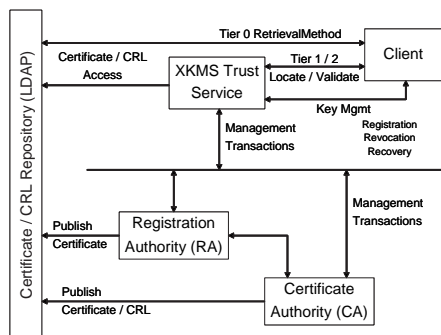 Certificate / CRL Repository (LDAP)
Tier 0 RetrievalMethod
Client
Certificate / CRL
Access
XKMS Trust
Service
Tier 1 / 2
Locate / Validate
Key Mgmt
Registration
Revocation
Recovery
Management
Transactions
Management
Transactions
Publish
Certificate
Registration
Authority (RA)
Publish
Certificate / CRL
Certificate
Authority (CA)